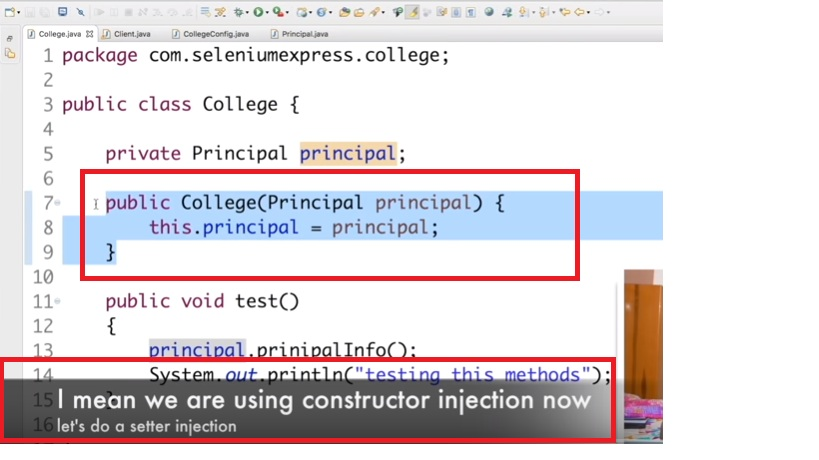 College.java
Client.java
CollegeConfig.java
Principal.java
1 package com.seleniumexpress.college;
2
3 public class College {
4
5 private Principal principal;
6
7 public College(Principal principal) {
8 this.principal = principal;
9 }
10
11 public void test()
12 {
13 principal.prinipalInfo();
14 System.out.println("testing this methods");
15
I mean we are using constructor injection now
16
let's do a setter injection